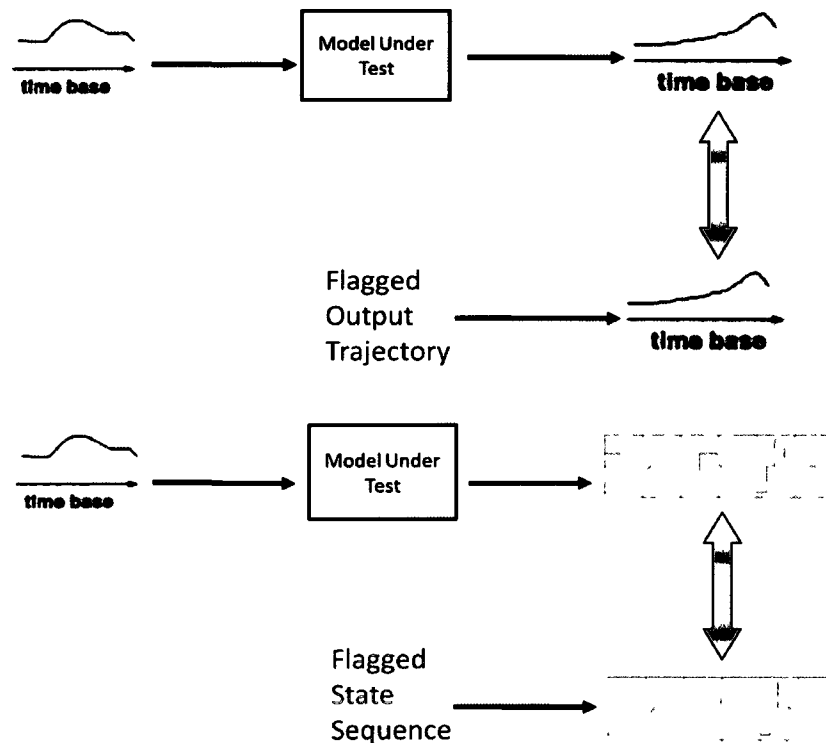 Model Under
Test
time base
time base
Flagged
Output
Trajectory
time base
Model Under
Test
time base
Flagged
State
Sequence